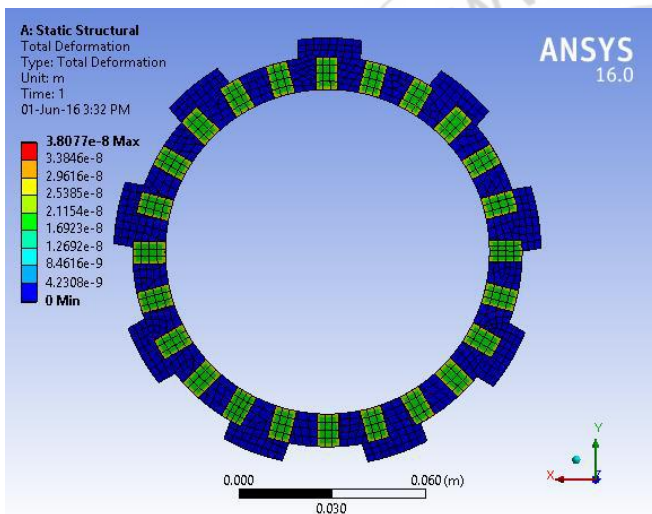 A: Static Structural
Total Deformation
Type: Total Deformation
Unit: m
Time: 1
01-Jun-16 3:32 PM
ANSYS
16.0
3.8077e-8 Max
3.3846e-8
2.9616e-8
2.5385e-8
2.1154e-8
1.6923e-8
1.2692e-8
8.4616e-9
4.2308e-9
0 Min
0.000
0.060 (m)
0.030
Y
X
Z